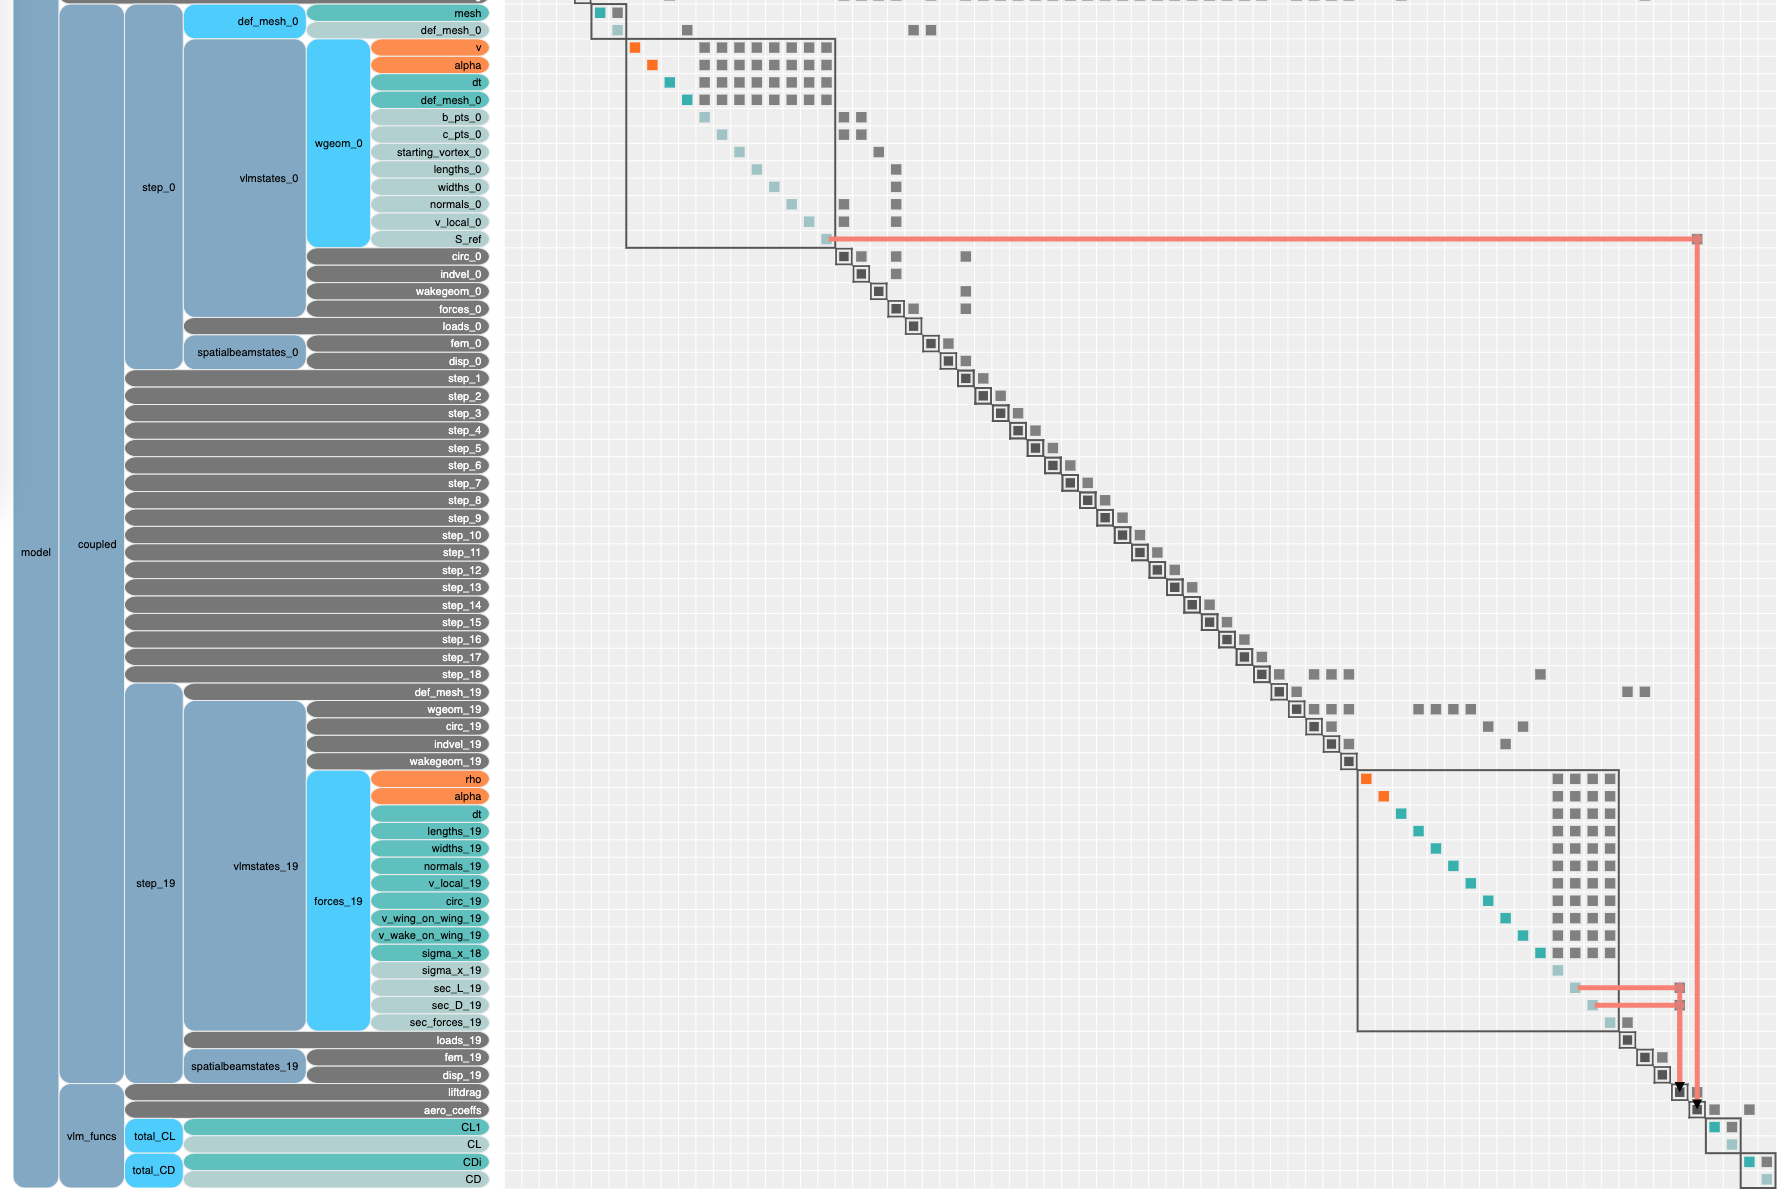 mesh
def_mesh_0
def_mesh_0
v
alpha
dt
def_mesh_0
b_pts_0
c_pts_0
wgeom_0
starting_vortex_0
lengths_0
vlmstates_0
step_0
widths_0
normals_0
v_local_0
S_ref
circ_0
indvel_0
wakegeom_0
forces_0
loads_0
fem_0
spatialbeamstates_0
disp_0
step_1
step_2
step_3
step_4
step_5
step_6
step_7
step_8
step_9
step_10
coupled
model
step_11
step_12
step_13
step_14
step_15
step_16
step_17
step_18
def_mesh_19
wgeom_19
circ_19
indvel_19
wakegeom_19
rho
alpha
dt
lengths_19
widths_19
vlmstates_19
normals_19
step_19
v_local_19
forces_19
circ_19
v_wing_on_wing_19
v_wake_on_wing_19
sigma_x_18
sigma_x_19
sec_L_19
sec_D_19
sec_forces_19
loads_19
fem_19
spatialbeamstates_19
disp_19
liftdrag
aero_coeffs
CL1
vlm_funcs
total_CL
CL
CDi
total_CD
CD